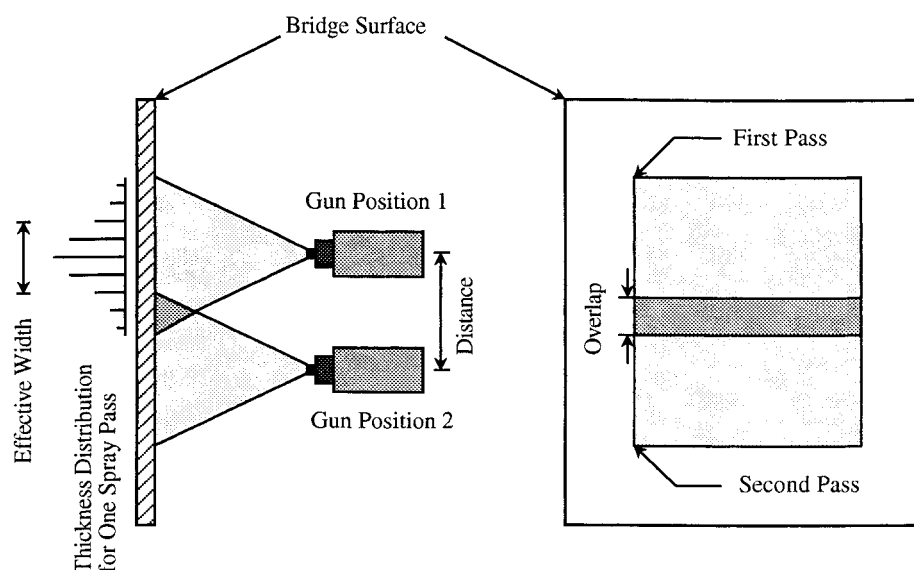 Bridge Surface
First Pass
Gun Position 1
Effective Width
Thickness Distribution
for One Spray Pass
Distance
Overlap
Gun Position 2
Second Pass